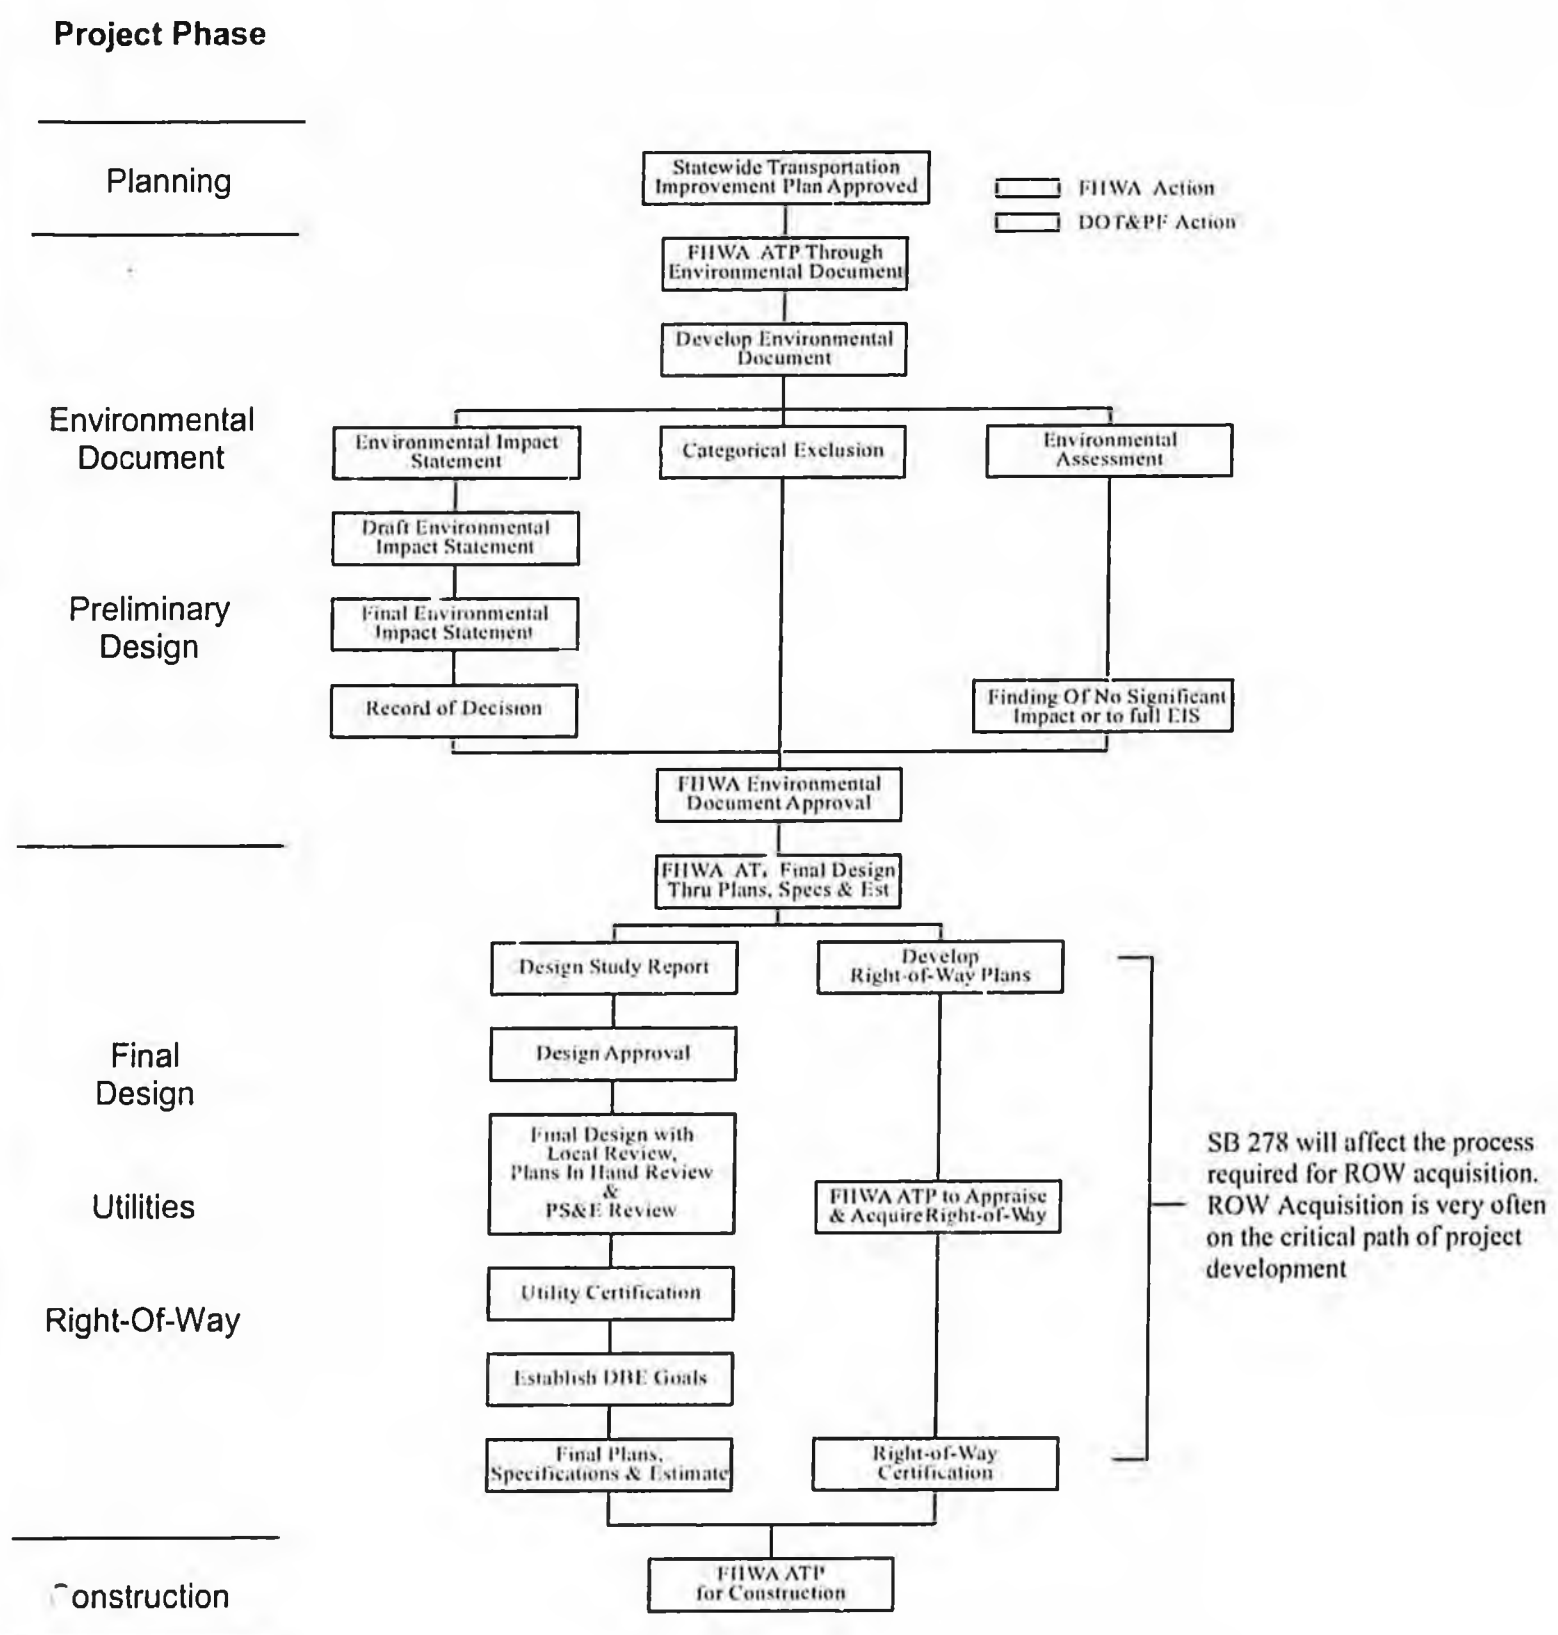 Project Phase
Planning
Statewide Transportation
Improvement Plan Approved
FHWA Action
DOT&PF Action
FHWA ATP Through
Environmental Document
Develop Environmental
Document
Environmental
Document
Environmental Impact
Statement
Categorical Exclusion
Environmental
Assessment
Draft Environmental
Impact Statement
Preliminary
Design
Final Environmental
Impact Statement
Record of Decision
Finding Of No Significant
Impact or to full EIS
FHWA Environmental
Document Approval
FHWA AT. Final Design
Thru Plans, Specs & Est
Design Study Report
Develop
Right-of-Way Plans
Final
Design
Design Approval
Final Design with
Local Review,
Plans In Hand Review
&
PS&E Review
Utilities
FHWA ATP to Appraise
& Acquire Right-of-Way
SB 278 will affect the process
required for ROW acquisition.
ROW Acquisition is very often
on the critical path of project
development
Utility Certification
Right-Of-Way
Establish DBE Goals
Final Plans,
Specifications & Estimate
Right-of-Way
Certification
onstruction
FHWA ATP
for Construction